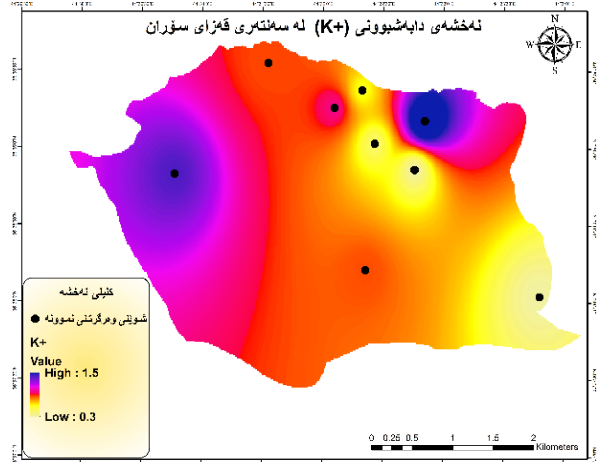 نەخشەی دابەشبوونی (K+) لە سەنتەری قەزای سۆران
N
W E
S
کلیلی نەخشە
شوێنی وەرگرتنی نموونە
K+
Value
High : 1.5
Low : 0.3
0 0.25 0.5 1 1.5 2
Kilometers